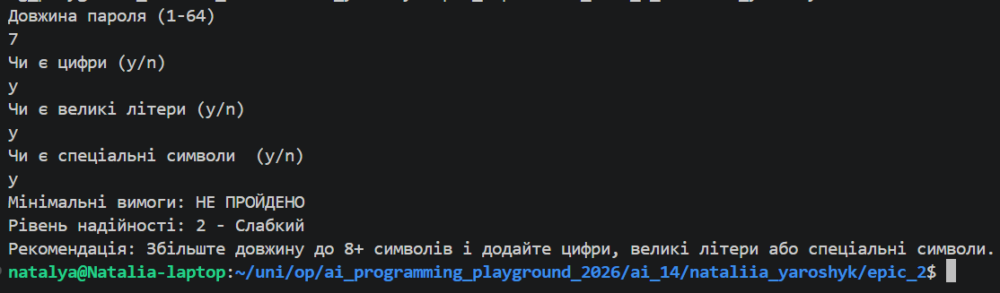 Довжина пароля (1-64)
7
Чи є цифри (y/n)
y
Чи є великі літери (y/n)
y
Чи є спеціальні символи  (y/n)
y
Мінімальні вимоги: НЕ ПРОЙДЕНО
Рівень надійності: 2 - Слабкий
Рекомендація: Збільште довжину до 8+ символів і додайте цифри, великі літери або спеціальні символи.
natalya@Natalia-laptop:~/uni/op/ai_programming_playground_2026/ai_14/nataliia_yaroshyk/epic_2$